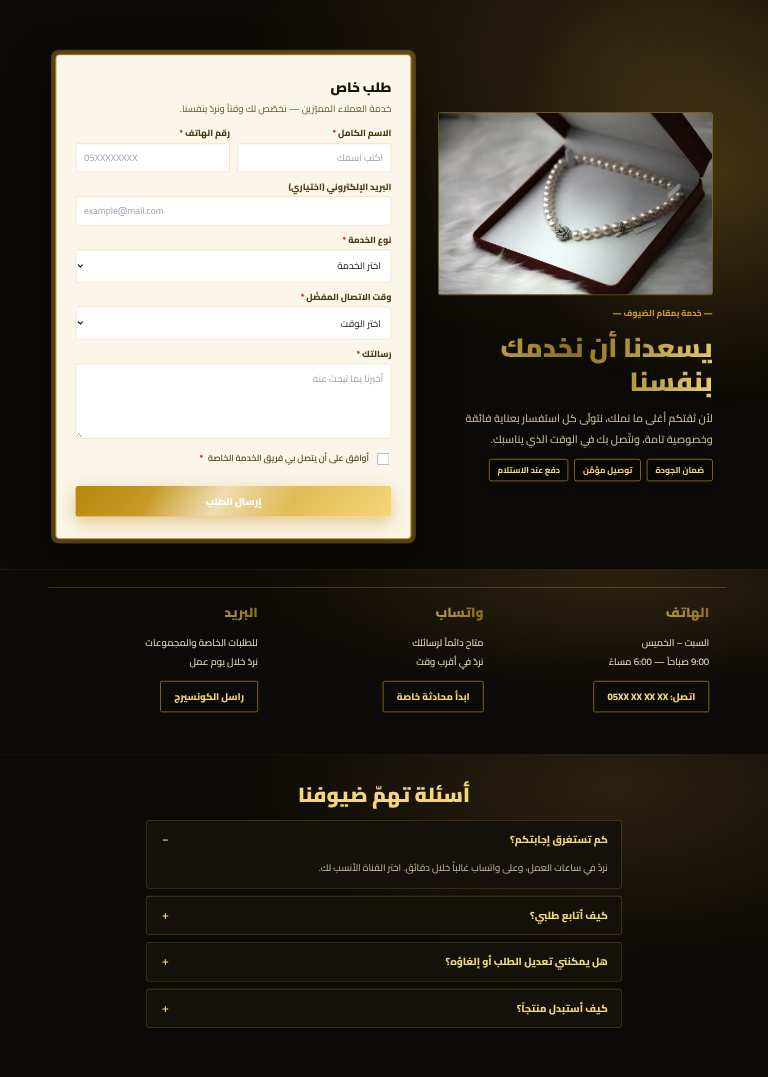 — خدمة بمقام الضيوف —
يسعدنا أن نخدمك
بنفسنا
لأن ثقتكم أغلى ما نملك، نتولّى كل استفسار بعناية فائقة
وخصوصية تامة، ونتّصل بك في الوقت الذي يناسبك.
ضمان الجودة
توصيل مؤمّن
دفع عند الاستلام
طلب خاص
خدمة العملاء المميّزين — نخصّص لك وقتاً ونردّ بنفسنا.
الاسم الكامل *
اكتب اسمك
رقم الهاتف *
05XXXXXXXX
البريد الإلكتروني (اختياري)
example@mail.com
نوع الخدمة *
اختر الخدمة
وقت الاتصال المفضّل *
اختر الوقت
رسالتك *
أخبرنا بما تبحث عنه
أوافق على أن يتصل بي فريق الخدمة الخاصة *
إرسال الطلب
الهاتف
السبت – الخميس
9:00 صباحاً — 6:00 مساءً
اتصل: 05XX XX XX XX
واتساب
متاح دائماً لرسائلك
نردّ في أقرب وقت
ابدأ محادثة خاصة
البريد
للطلبات الخاصة والمجموعات
نردّ خلال يوم عمل
راسل الكونسيرج
أسئلة تهمّ ضيوفنا
كم تستغرق إجابتكم؟ −
نردّ في ساعات العمل، وعلى واتساب غالباً خلال دقائق. اختر القناة الأنسب لك.
كيف أتابع طلبي؟ +
هل يمكنني تعديل الطلب أو إلغاؤه؟ +
كيف أستبدل منتجاً؟ +